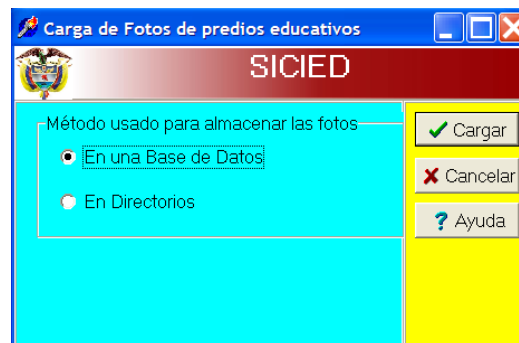 Carga de Fotos de predios educativos
SICIED
Método usado para almacenar las fotos
En una Base de Datos
En Directorios
Cargar
Cancelar
? Ayuda